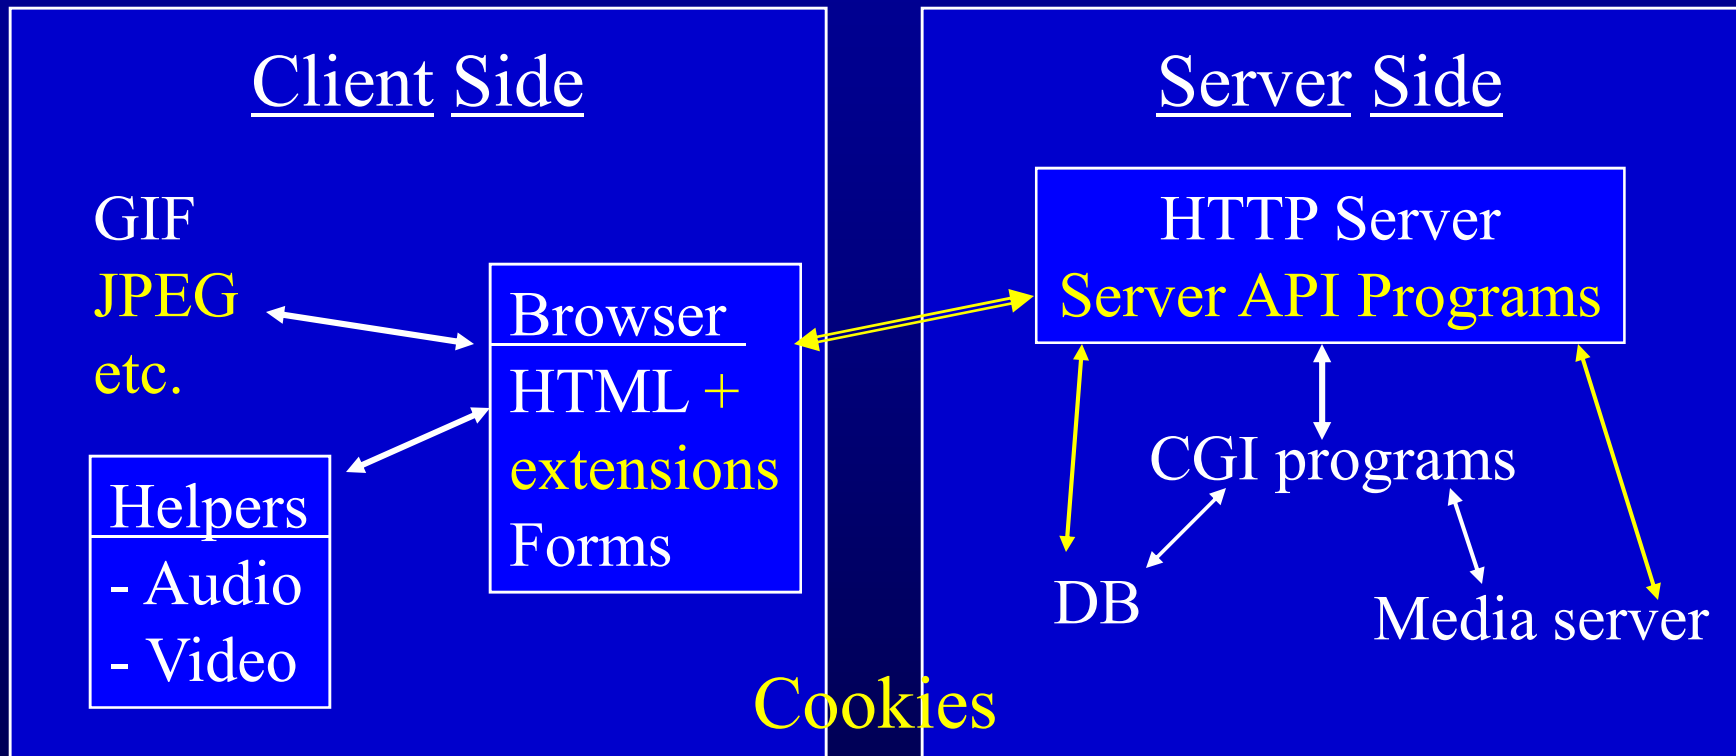 Client Side
GIF
JPEG
etc.
Browser
HTML +
extensions
Forms
Helpers
- Audio
- Video
Server Side
HTTP Server
Server API Programs
CGI programs
DB
Media server
Cookies